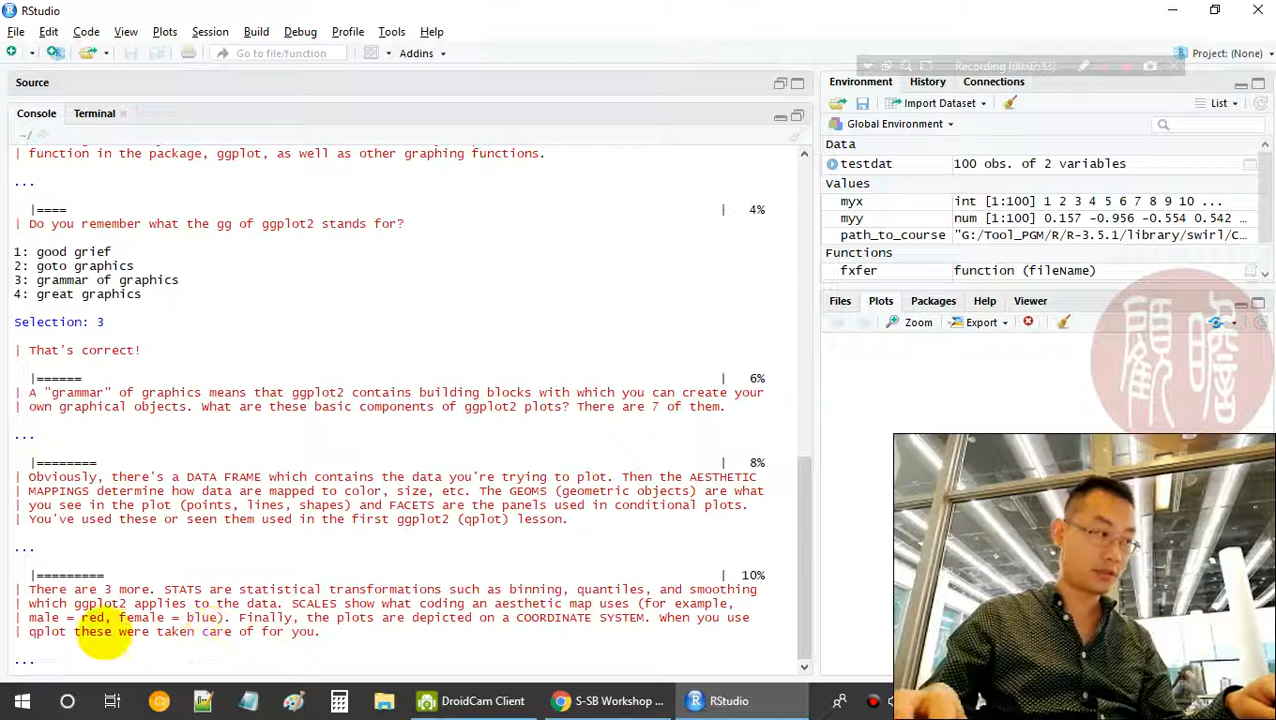 RStudio
File Edit Code View Plots Session Build Debug Profile Tools Help
Go to file/function Addins
Recording [00:02:33]
Project: (None)
Source
Environment History Connections
Import Dataset List
Console Terminal
Global Environment
~/
Data
function in the package, ggplot, as well as other graphing functions.
testdat 100 obs. of 2 variables
...
Values
myx int [1:100] 1 2 3 4 5 6 7 8 9 10 ...
|==== | 4%
myy num [1:100] 0.157 -0.956 -0.554 0.542 …
| Do you remember what the gg of ggplot2 stands for?
path_to_course "G:/Tool_PGM/R/R-3.5.1/library/swirl/C…
1: good grief
Functions
2: goto graphics
fxfer function (fileName)
3: grammar of graphics
4: great graphics
Files Plots Packages Help Viewer
Selection: 3
Zoom Export
| That's correct!
顧瞻
|====== | 6%
| A "grammar" of graphics means that ggplot2 contains building blocks with which you can create your
| own graphical objects. What are these basic components of ggplot2 plots? There are 7 of them.
...
|======== | 8%
| Obviously, there's a DATA FRAME which contains the data you're trying to plot. Then the AESTHETIC
| MAPPINGS determine how data are mapped to color, size, etc. The GEOMS (geometric objects) are what
| you see in the plot (points, lines, shapes) and FACETS are the panels used in conditional plots.
| You've used these or seen them used in the first ggplot2 (qplot) lesson.
...
|========= | 10%
| There are 3 more. STATS are statistical transformations such as binning, quantiles, and smoothing
| which ggplot2 applies to the data. SCALES show what coding an aesthetic map uses (for example,
| male = red, female = blue). Finally, the plots are depicted on a COORDINATE SYSTEM. When you use
| qplot these were taken care of for you.
...
DroidCam Client S-SB Workshop ... RStudio